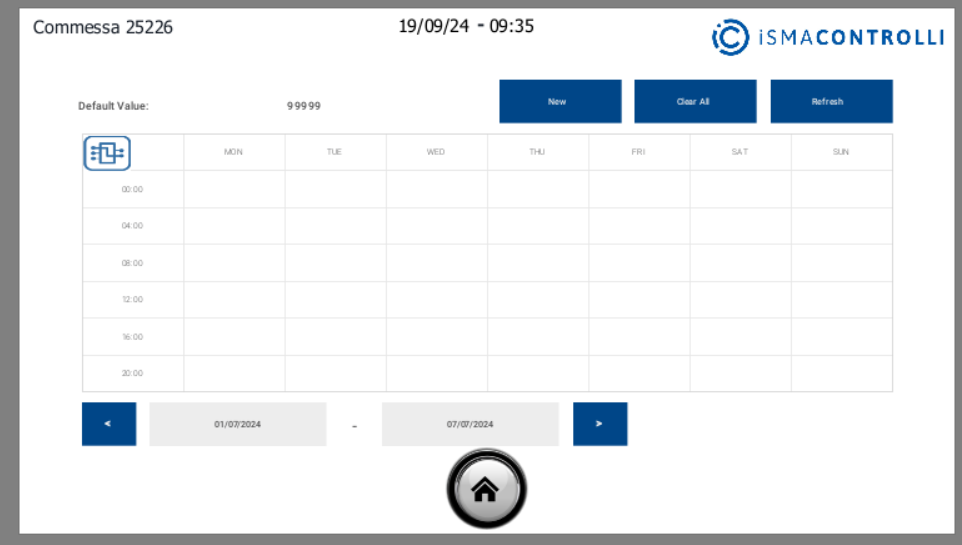 Commessa 25226
19/09/24 - 09:35
iSMACONTROLLI
Default Value: 99999 New Clear All Refresh
MON TUE WED THU FRI SAT SUN
00:00
04:00
08:00
12:00
16:00
20:00
< 01/07/2024 - 07/07/2024 >